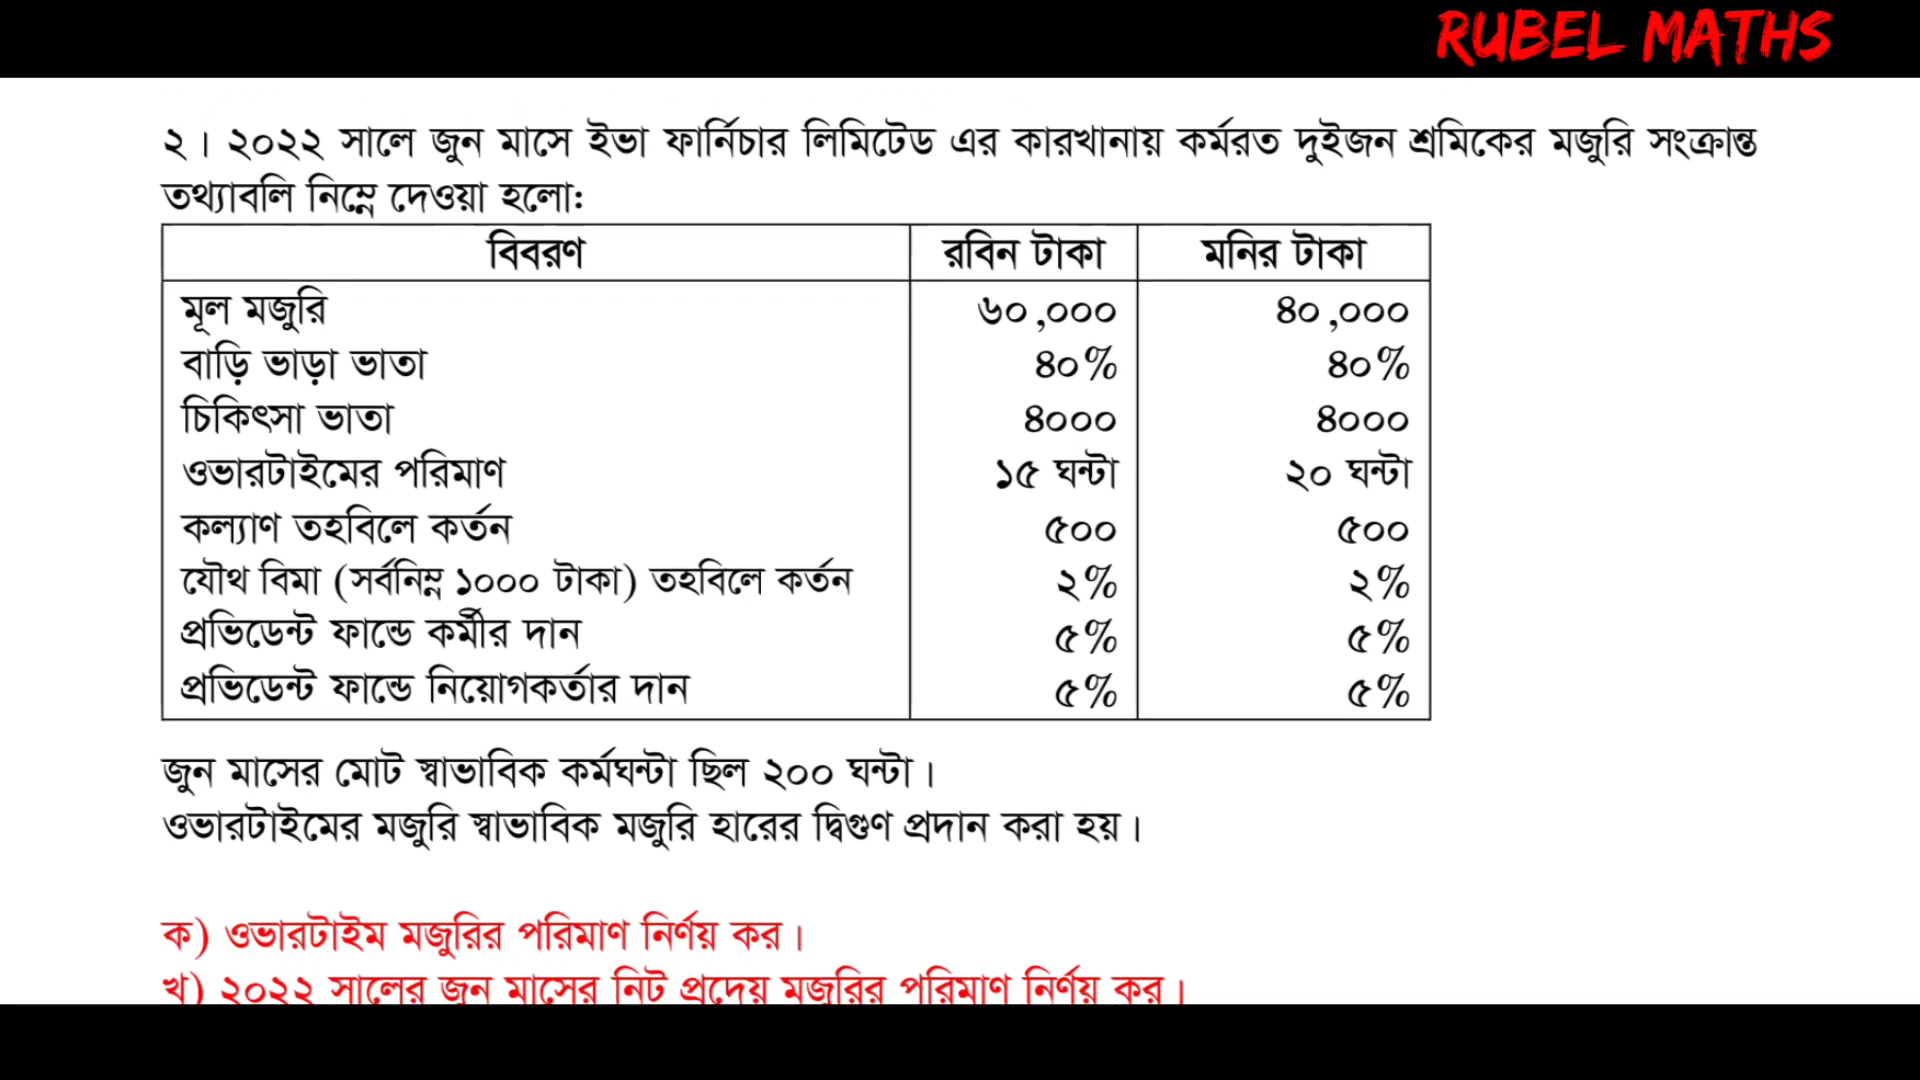 RUBEL MATHS
২। ২০২২ সালে জুন মাসে ইভা ফার্নিচার লিমিটেড এর কারখানায় কর্মরত দুইজন শ্রমিকের মজুরি সংক্রান্ত
তথ্যাবলি নিম্নে দেওয়া হলো:
বিবরণ রবিন টাকা মনির টাকা
মূল মজুরি ৬০,০০০ ৪০,০০০
বাড়ি ভাড়া ভাতা ৪০% ৪০%
চিকিৎসা ভাতা ৪০০০ ৪০০০
ওভারটাইমের পরিমাণ ১৫ ঘন্টা ২০ ঘন্টা
কল্যাণ তহবিলে কর্তন ৫০০ ৫০০
যৌথ বিমা (সর্বনিম্ন ১০০০ টাকা) তহবিলে কর্তন ২% ২%
প্রভিডেন্ট ফান্ডে কর্মীর দান ৫% ৫%
প্রভিডেন্ট ফান্ডে নিয়োগকর্তার দান ৫% ৫%
জুন মাসের মোট স্বাভাবিক কর্মঘন্টা ছিল ২০০ ঘন্টা।
ওভারটাইমের মজুরি স্বাভাবিক মজুরি হারের দ্বিগুণ প্রদান করা হয়।
ক) ওভারটাইম মজুরির পরিমাণ নির্ণয় কর।
খ) ২০২২ সালের জুন মাসের নিট প্রদেয় মজুরির পরিমাণ নির্ণয় কর।